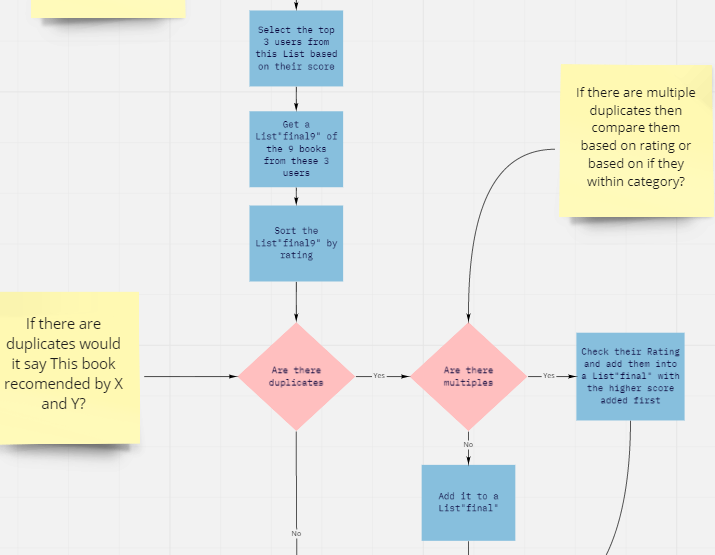 Select the top
3 users from
this List based
on their score
Get a
List"final9" of
the 9 books
from these 3
users
If there are multiple
duplicates then
compare them
based on rating or
based on if they
within category?
Sort the
List"final9" by
rating
If there are
duplicates would
it say This book
recomended by X
and Y?
Are there
duplicates
Yes
Are there
multiples
Yes
Check their Rating
and add them into
a List"final" with
the higher score
added first
No
Add it to a
List"final"
No